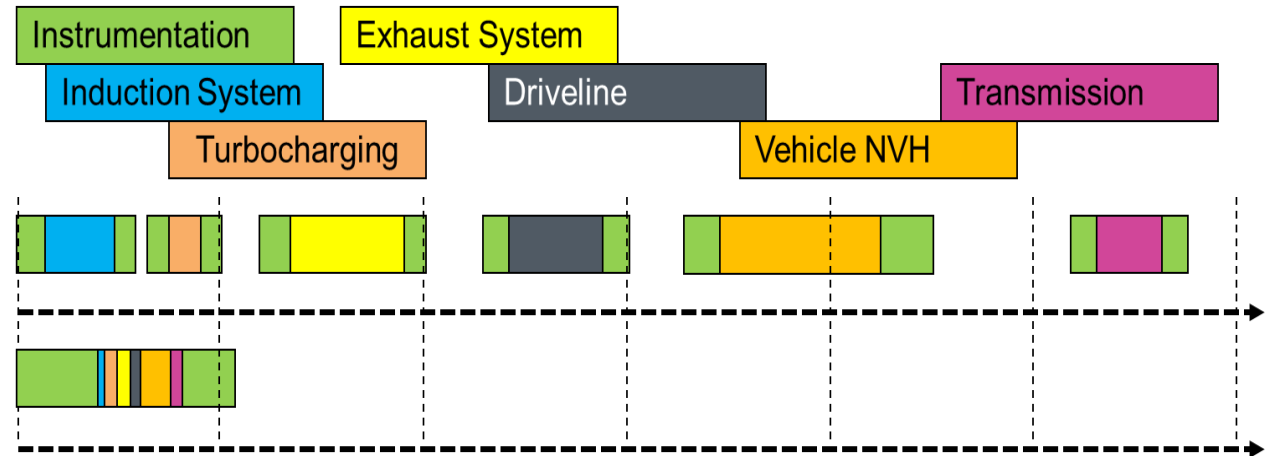 Instrumentation
Exhaust System
Induction System
Driveline
Transmission
Turbocharging
Vehicle NVH